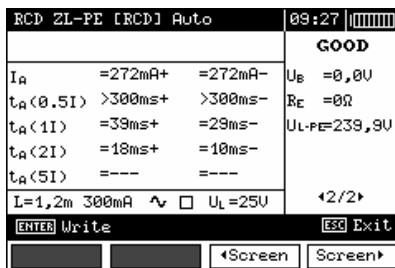 RCD ZL-PE [RCD] Auto 09:27
GOOD
IA =272mA+ =272mA- UB =0,0V
tA(0.5I) >300ms+ >300ms- RE =0Ω
tA(1I) =39ms+ =29ms- UL-PE=239,9V
tA(2I) =18ms+ =10ms-
tA(5I) =--- =---
L=1,2m 300mA ∿ □ UL=25V ◂2/2▸
ENTER Write ESC Exit
◂Screen Screen▸